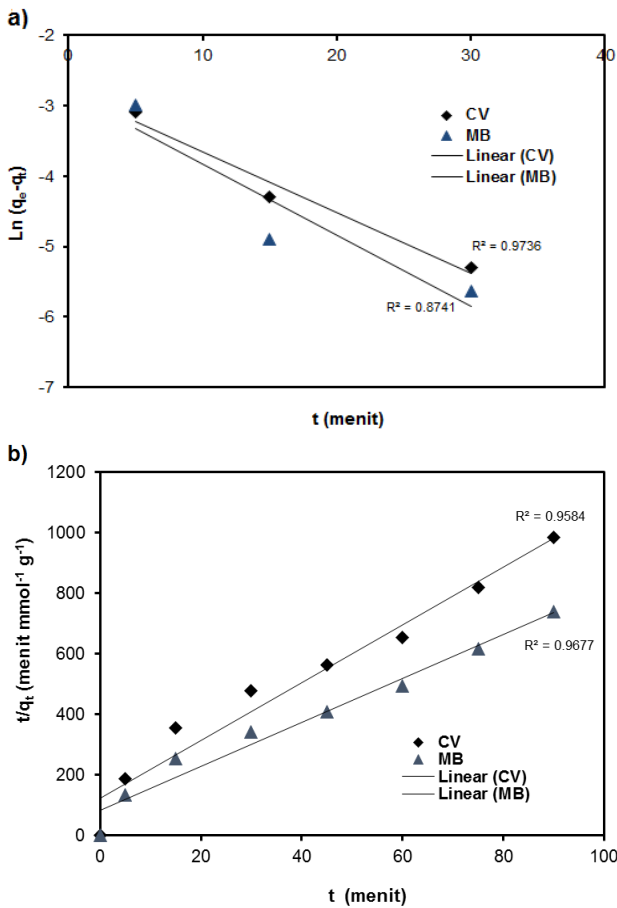 a)
-2
0 10 20 30 40
-3
-4
-5
-6
-7
Ln (qe-qt)
CV
MB
Linear (CV)
Linear (MB)
R² = 0.9736
R² = 0.8741
t (menit)
b)
1200
1000
800
600
400
200
0
t/qt (menit mmol-1 g-1)
R² = 0.9584
R² = 0.9677
CV
MB
Linear (CV)
Linear (MB)
0 20 40 60 80 100
t (menit)